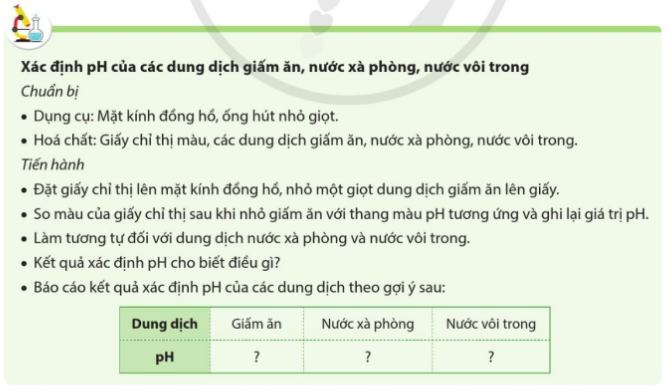 Xác định pH của các dung dịch giấm ăn, nước xà phòng, nước vôi trong
Chuẩn bị
• Dụng cụ: Mặt kính đồng hồ, ống hút nhỏ giọt.
• Hoá chất: Giấy chỉ thị màu, các dung dịch giấm ăn, nước xà phòng, nước vôi trong.
Tiến hành
• Đặt giấy chỉ thị lên mặt kính đồng hồ, nhỏ một giọt dung dịch giấm ăn lên giấy.
• So màu của giấy chỉ thị sau khi nhỏ giấm ăn với thang màu pH tương ứng và ghi lại giá trị pH.
• Làm tương tự đối với dung dịch nước xà phòng và nước vôi trong.
• Kết quả xác định pH cho biết điều gì?
• Báo cáo kết quả xác định pH của các dung dịch theo gợi ý sau:
Dung dịch Giấm ăn Nước xà phòng Nước vôi trong
pH ? ? ?